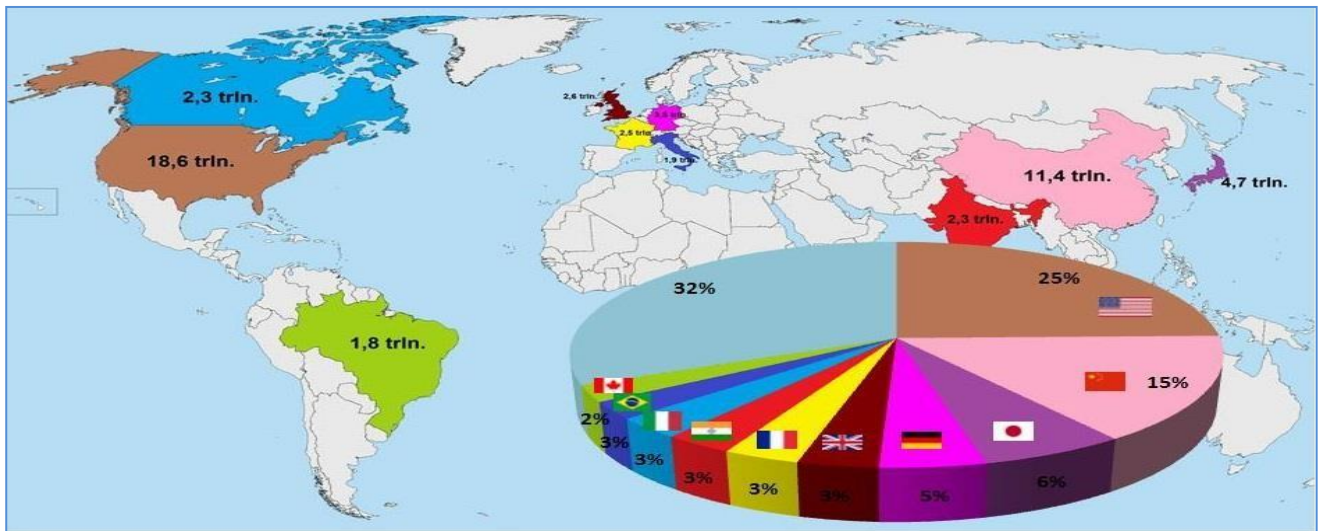 2,3 trln.
18,6 trln.
1,8 trln.
2,6 trln.
2,5 trln
1,9 trln.
11,4 trln.
4,7 trln.
2,3 trln.
32%
25%
15%
6%
5%
3%
3%
3%
3%
3%
2%